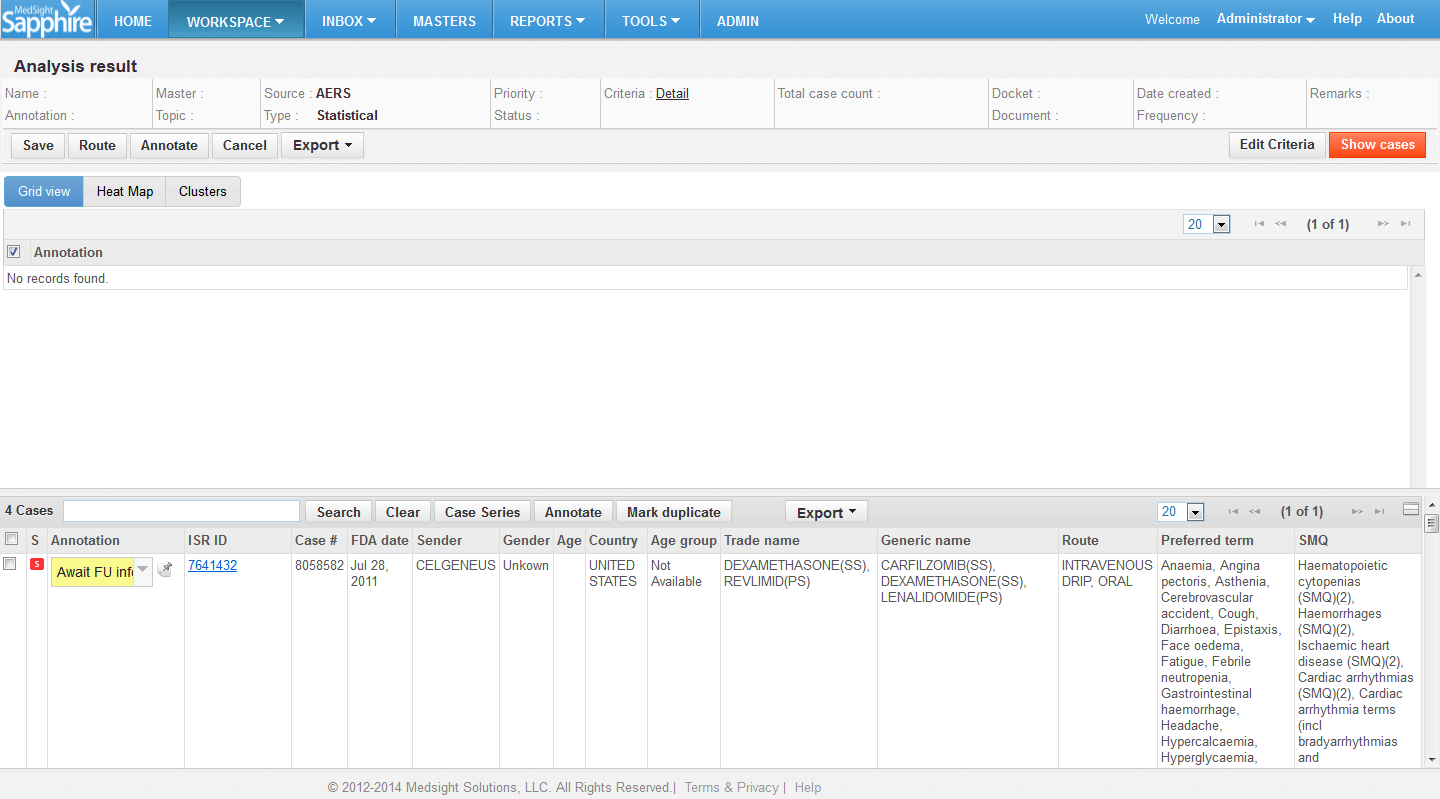 MedSight
Sapphire
HOME WORKSPACE INBOX MASTERS REPORTS TOOLS ADMIN Welcome Administrator Help About
Analysis result
Name : Master : Source : AERS Priority : Criteria : Detail Total case count : Docket : Date created : Remarks :
Annotation : Topic : Type : Statistical Status : Document : Frequency :
Save Route Annotate Cancel Export Edit Criteria Show cases
Grid view Heat Map Clusters
20 (1 of 1)
Annotation
No records found.
4 Cases Search Clear Case Series Annotate Mark duplicate Export 20 (1 of 1)
S Annotation ISR ID Case # FDA date Sender Gender Age Country Age group Trade name Generic name Route Preferred term SMQ
S Await FU info 7641432 8058582 Jul 28, CELGENEUS Unkown UNITED Not DEXAMETHASONE(SS), CARFILZOMIB(SS), INTRAVENOUS Anaemia, Angina Haematopoietic
2011 STATES Available REVLIMID(PS) DEXAMETHASONE(SS), DRIP, ORAL pectoris, Asthenia, cytopenias
LENALIDOMIDE(PS) Cerebrovascular (SMQ)(2),
accident, Cough, Haemorrhages
Diarrhoea, Epistaxis, (SMQ)(2),
Face oedema, Ischaemic heart
Fatigue, Febrile disease (SMQ)(2),
neutropenia, Cardiac arrhythmias
Gastrointestinal (SMQ)(2), Cardiac
haemorrhage, arrhythmia terms
Headache, (incl
Hypercalcaemia, bradyarrhythmias
Hyperglycaemia, and
© 2012-2014 Medsight Solutions, LLC. All Rights Reserved.| Terms & Privacy | Help